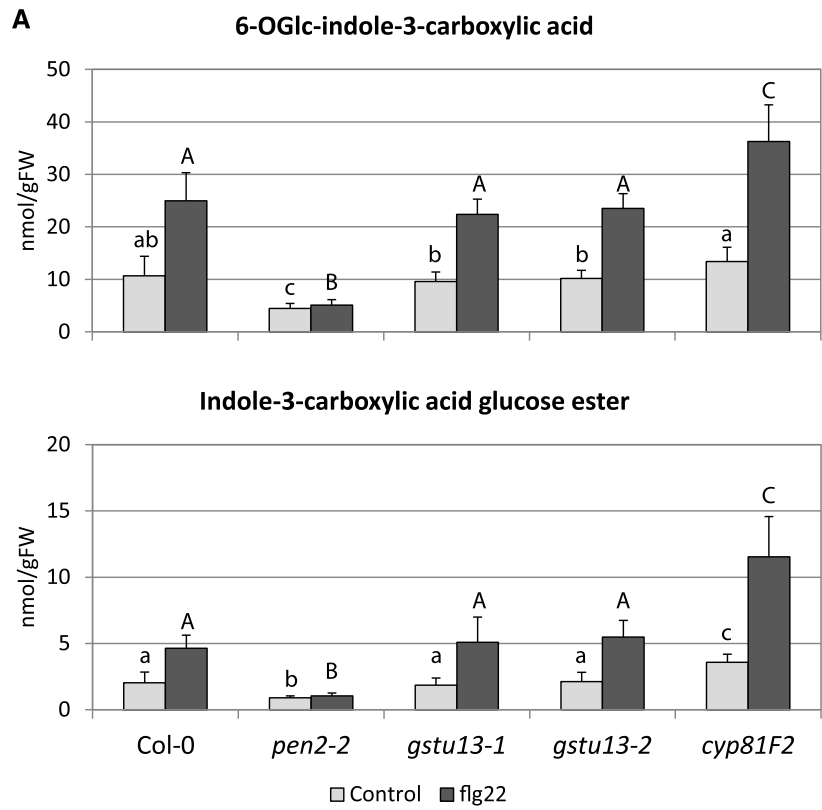 A
6-OGlc-indole-3-carboxylic acid
nmol/gFW
50
40
30
20
10
0
ab A c B b A b A a C
Indole-3-carboxylic acid glucose ester
nmol/gFW
20
15
10
5
0
a A b B a A a A c C
Col-0 pen2-2 gstu13-1 gstu13-2 cyp81F2
Control flg22